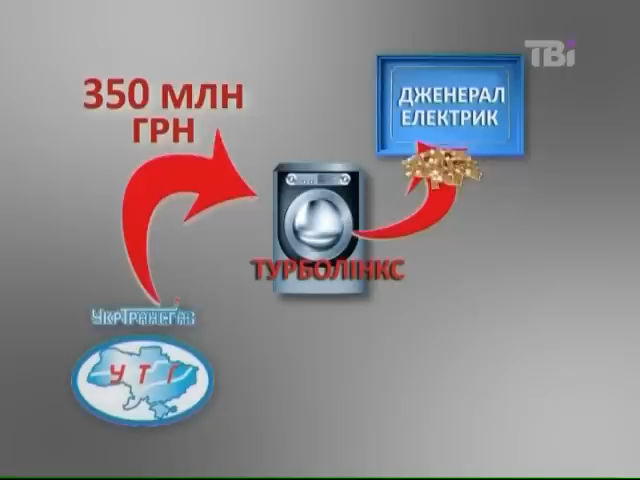 ТВі
350 МЛН
ГРН
ДЖЕНЕРАЛ
ЕЛЕКТРИК
ТУРБОЛІНКС
УкрТрансГаз
УТГ